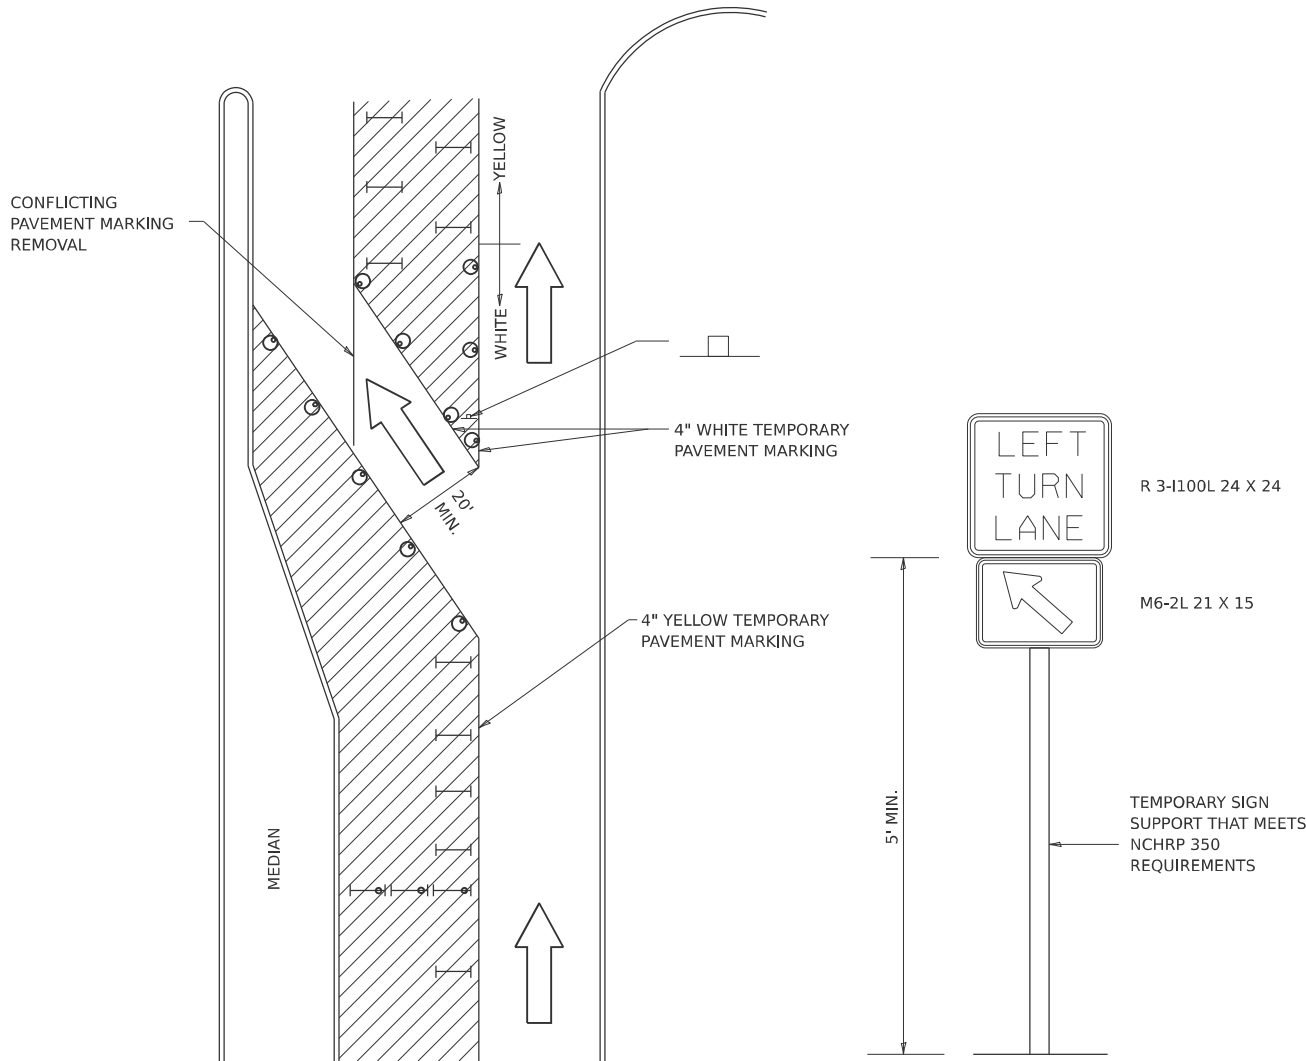 YELLOW
CONFLICTING
PAVEMENT MARKING
REMOVAL
WHITE
4" WHITE TEMPORARY
PAVEMENT MARKING
LEFT
TURN
LANE
R 3-I100L 24 X 24
20'
MIN.
M6-2L 21 X 15
4" YELLOW TEMPORARY
PAVEMENT MARKING
5' MIN.
TEMPORARY SIGN
SUPPORT THAT MEETS
NCHRP 350
REQUIREMENTS
MEDIAN